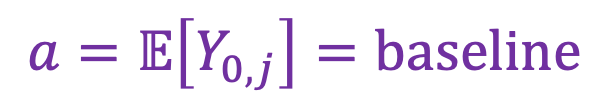 a = 𝔼[Y₀,ⱼ] = baseline